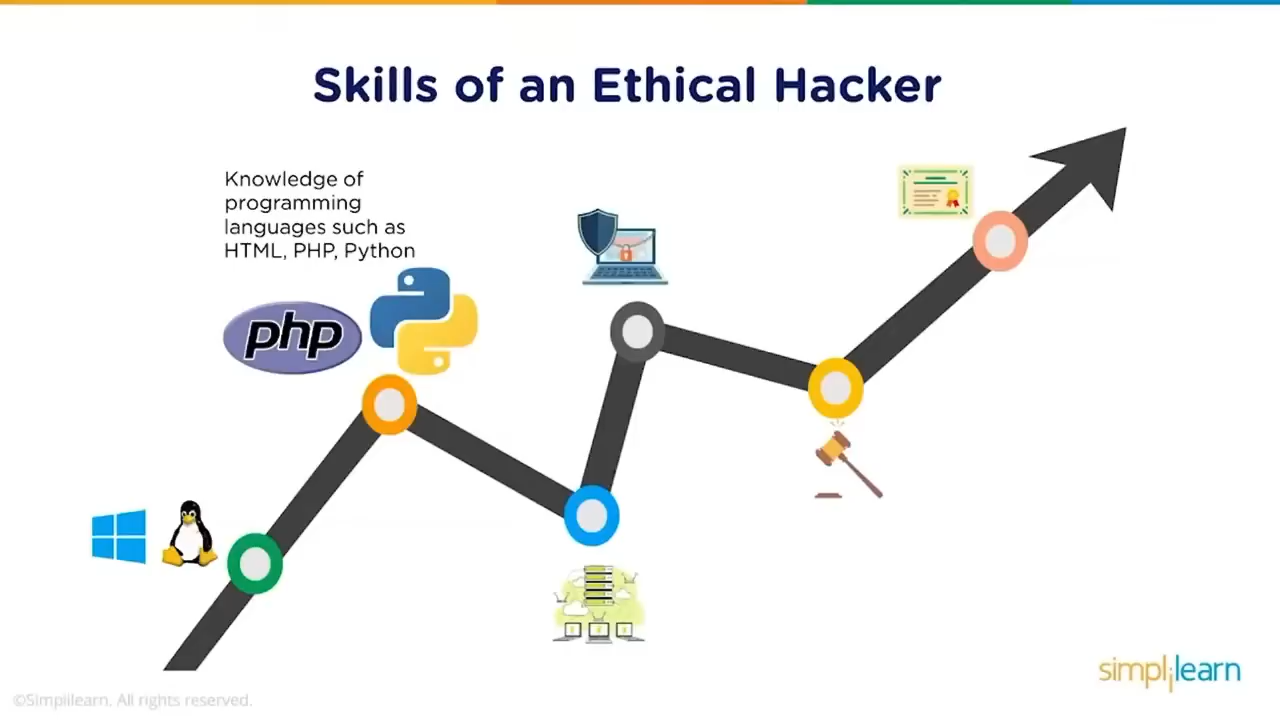 Skills of an Ethical Hacker
Knowledge of
programming
languages such as
HTML, PHP, Python
php
simplilearn
©Simplilearn. All rights reserved.